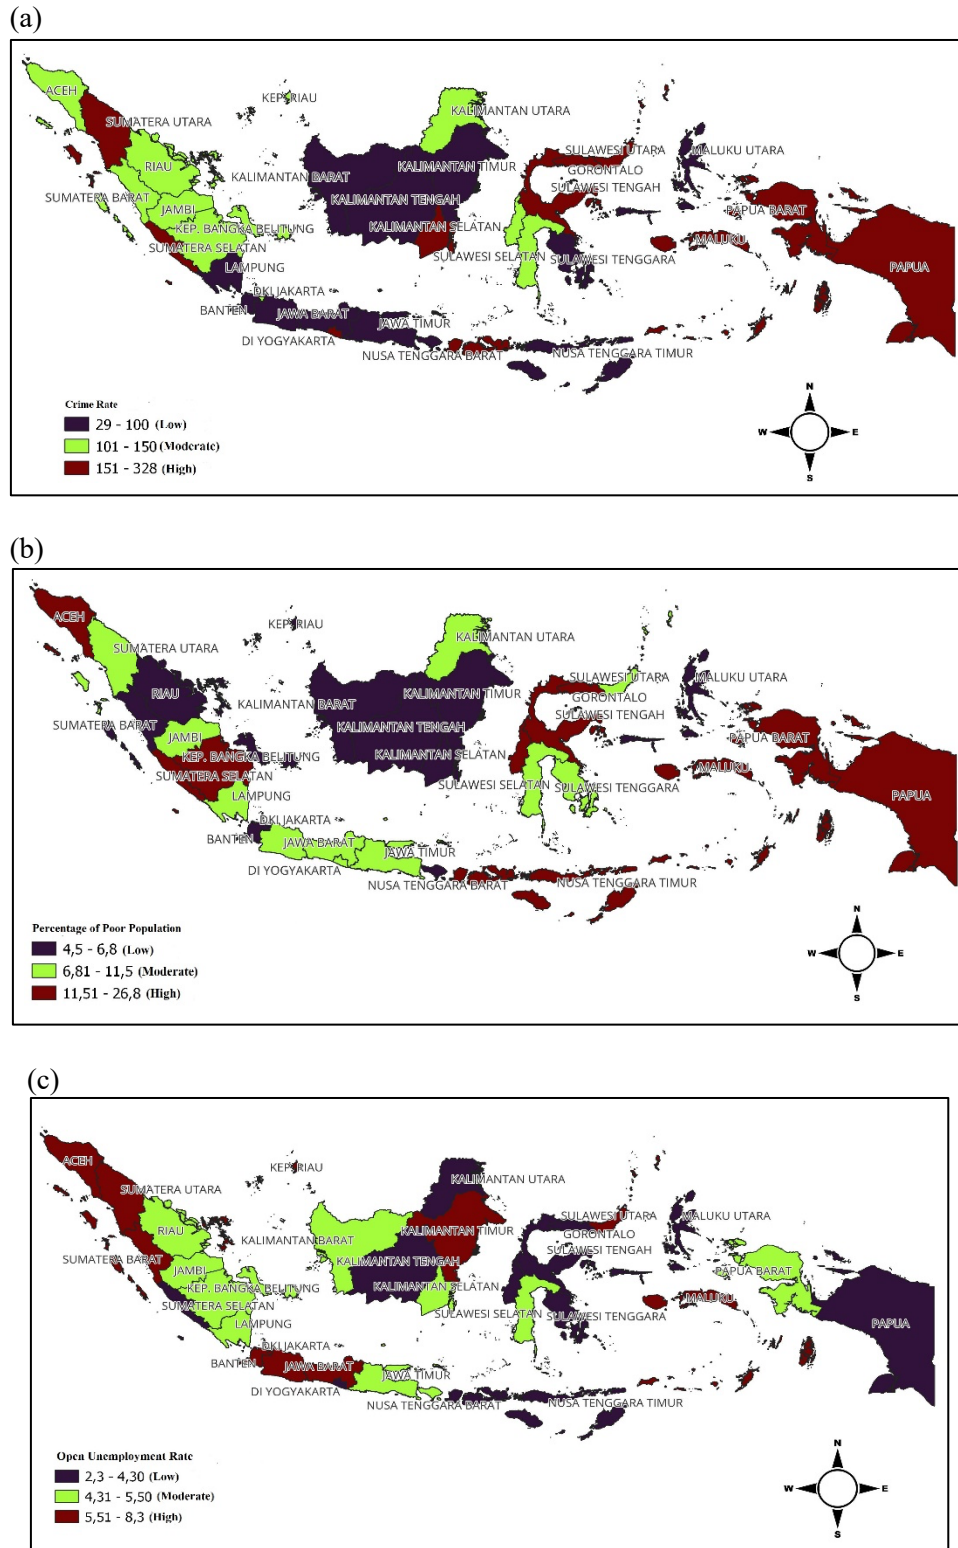 (a)
ACEH
SUMATERA UTARA
KEP. RIAU
KALIMANTAN UTARA
RIAU
KALIMANTAN BARAT
KALIMANTAN TIMUR
SULAWESI UTARA
MALUKU UTARA
GORONTALO
SUMATERA BARAT
JAMBI
KALIMANTAN TENGAH
SULAWESI TENGAH
PAPUA BARAT
KEP. BANGKA BELITUNG
KALIMANTAN SELATAN
MALUKU
SUMATERA SELATAN
SULAWESI SELATAN
SULAWESI TENGGARA
PAPUA
LAMPUNG
DKI JAKARTA
BANTEN
JAWA BARAT
JAWA TIMUR
DI YOGYAKARTA
NUSA TENGGARA BARAT
NUSA TENGGARA TIMUR
Crime Rate
29 - 100 (Low)
101 - 150 (Moderate)
151 - 328 (High)
N
W E
S
(b)
ACEH
SUMATERA UTARA
KEP. RIAU
KALIMANTAN UTARA
RIAU
KALIMANTAN BARAT
KALIMANTAN TIMUR
SULAWESI UTARA
MALUKU UTARA
GORONTALO
SUMATERA BARAT
JAMBI
KALIMANTAN TENGAH
SULAWESI TENGAH
PAPUA BARAT
KEP. BANGKA BELITUNG
KALIMANTAN SELATAN
MALUKU
SUMATERA SELATAN
SULAWESI SELATAN
SULAWESI TENGGARA
PAPUA
LAMPUNG
DKI JAKARTA
BANTEN
JAWA BARAT
JAWA TIMUR
DI YOGYAKARTA
NUSA TENGGARA BARAT
NUSA TENGGARA TIMUR
Percentage of Poor Population
4,5 - 6,8 (Low)
6,81 - 11,5 (Moderate)
11,51 - 26,8 (High)
N
W E
S
(c)
ACEH
SUMATERA UTARA
KEP. RIAU
KALIMANTAN UTARA
RIAU
KALIMANTAN BARAT
KALIMANTAN TIMUR
SULAWESI UTARA
MALUKU UTARA
GORONTALO
SUMATERA BARAT
JAMBI
KALIMANTAN TENGAH
SULAWESI TENGAH
PAPUA BARAT
KEP. BANGKA BELITUNG
KALIMANTAN SELATAN
MALUKU
SUMATERA SELATAN
SULAWESI SELATAN
SULAWESI TENGGARA
PAPUA
LAMPUNG
DKI JAKARTA
BANTEN
JAWA BARAT
JAWA TIMUR
DI YOGYAKARTA
NUSA TENGGARA BARAT
NUSA TENGGARA TIMUR
Open Unemployment Rate
2,3 - 4,30 (Low)
4,31 - 5,50 (Moderate)
5,51 - 8,3 (High)
N
W E
S